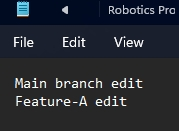 Robotics Pro
File Edit View
Main branch edit
Feature-A edit